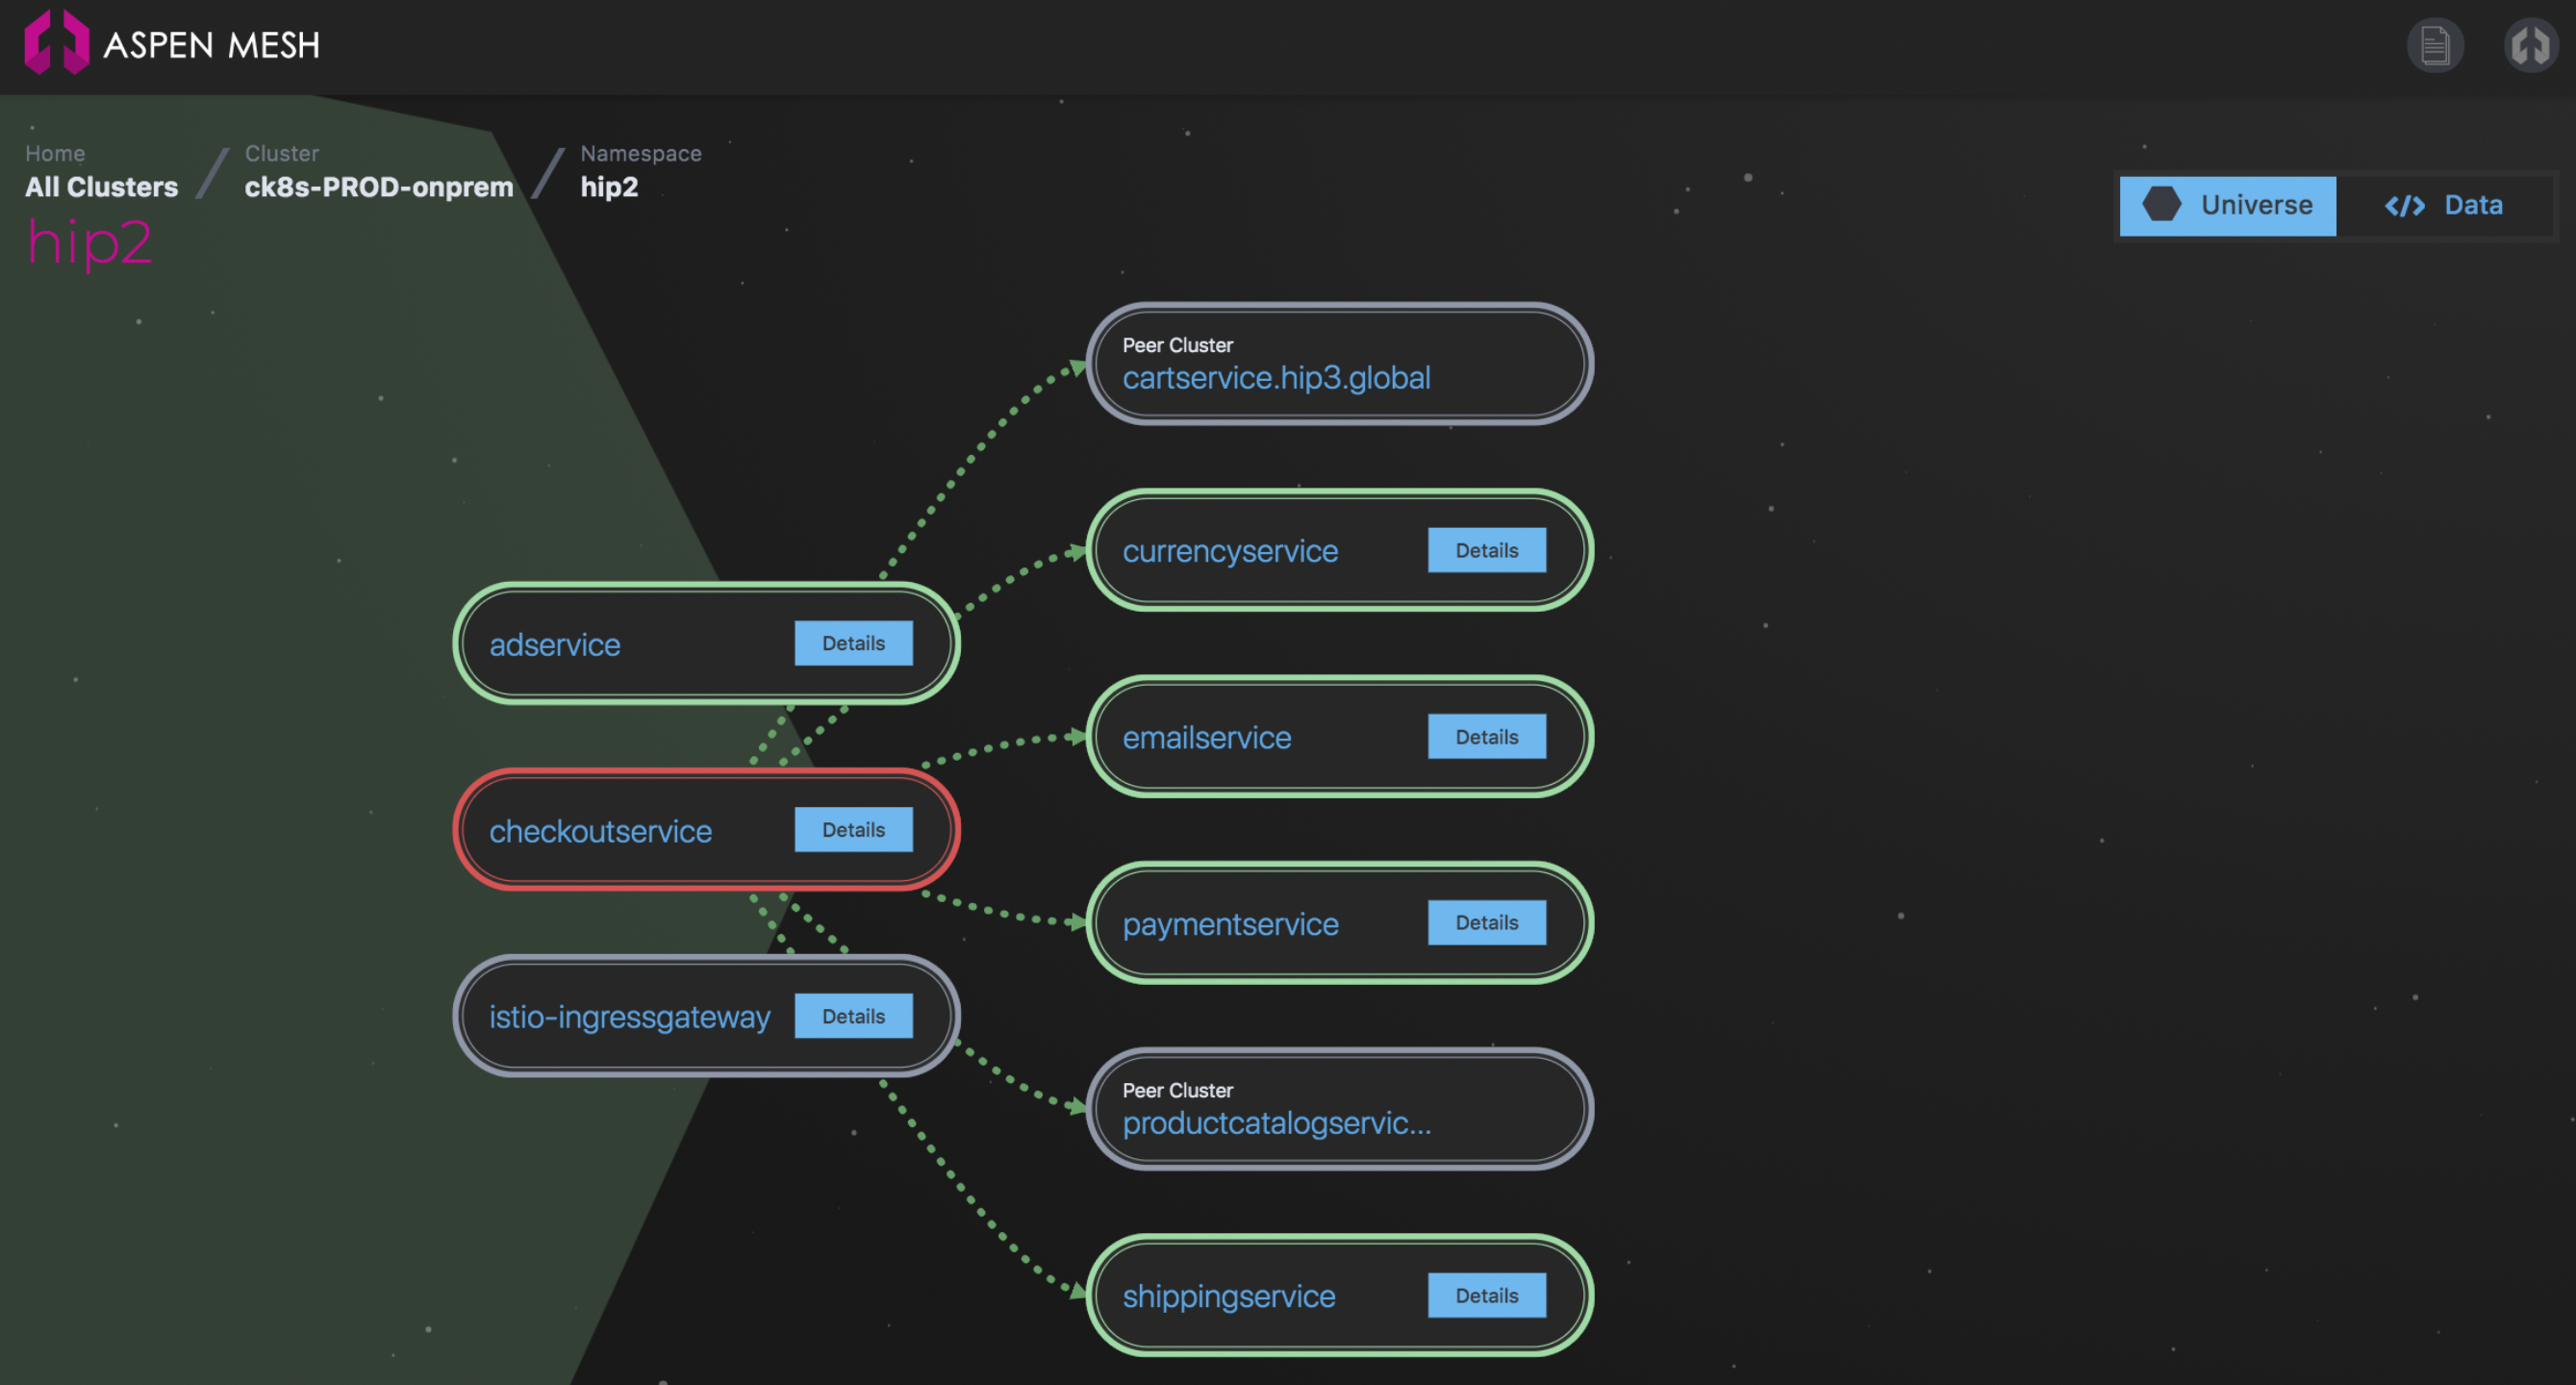 ASPEN MESH
Home
All Clusters
Cluster
ck8s-PROD-onprem
Namespace
hip2
hip2
Universe
</> Data
Peer Cluster
cartservice.hip3.global
currencyservice Details
adservice Details
emailservice Details
checkoutservice Details
paymentservice Details
istio-ingressgateway Details
Peer Cluster
productcatalogservic...
shippingservice Details